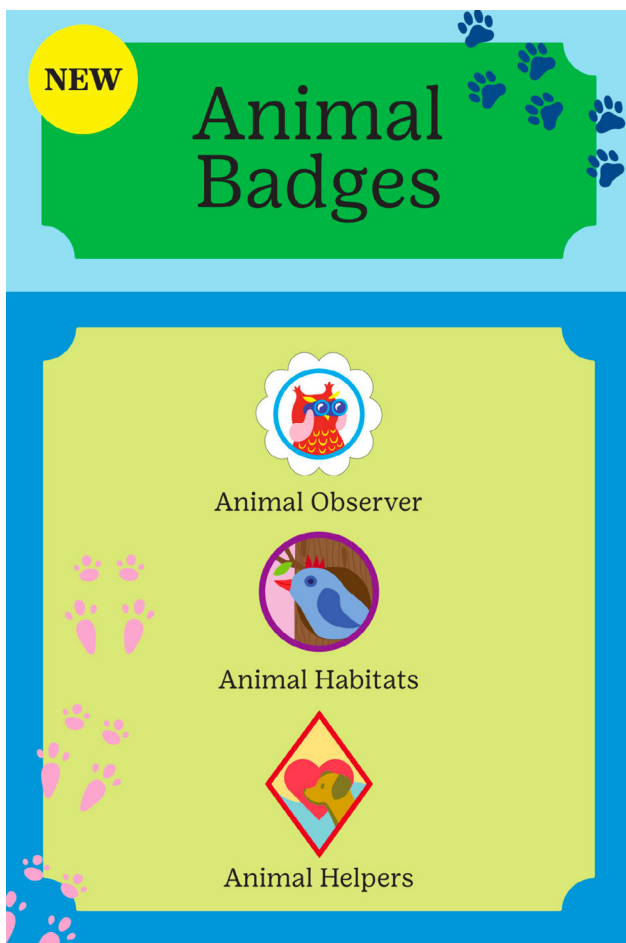 NEW
Animal
Badges
Animal Observer
Animal Habitats
Animal Helpers